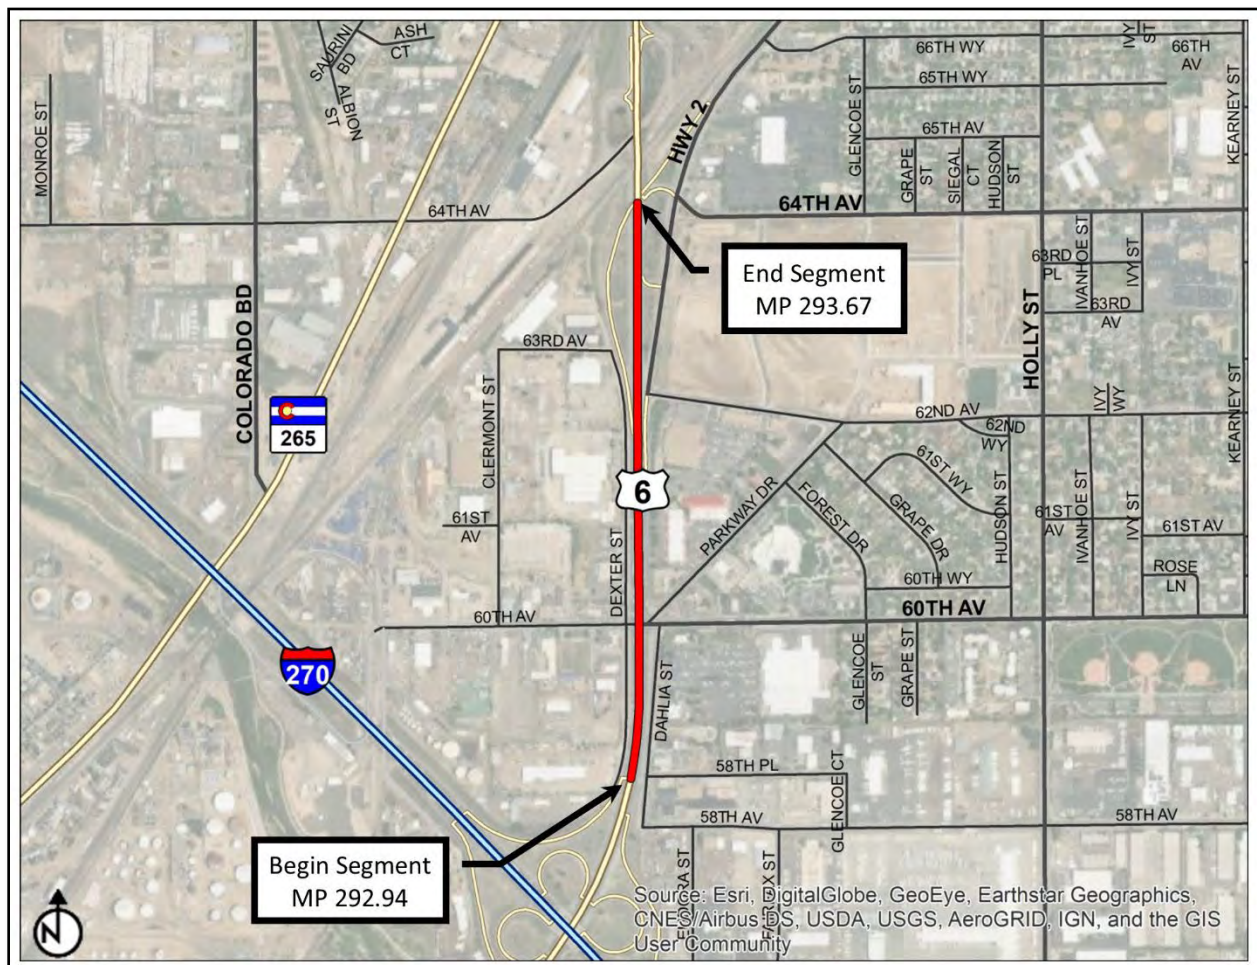 ASH
CT
SAURINI
BD
ALBION
ST
MONROE ST
66TH WY
IVY
ST
66TH
AV
65TH WY
HWY 2
GLENCOE ST
65TH AV
GRAPE
ST
SIEGAL
CT
HUDSON
ST
KEARNEY ST
64TH AV
64TH AV
End Segment
MP 293.67
63RD
PL
IVANHOE ST
IVY ST
63RD
AV
COLORADO BD
265
63RD AV
CLERMONT ST
HOLLY ST
IVY
WY
KEARNEY ST
62ND AV
62ND
WY
6
61ST WY
PARKWAY DR
FOREST DR
GRAPE DR
HUDSON ST
61ST
AV
61ST
AV
IVANHOE ST
IVY ST
61ST AV
DEXTER ST
60TH WY
ROSE
LN
60TH AV
60TH AV
270
DAHLIA ST
GLENCOE
ST
GRAPE ST
58TH PL
GLENCOE CT
58TH AV
58TH AV
Begin Segment
MP 292.94
N
Source: Esri, DigitalGlobe, GeoEye, Earthstar Geographics,
CNES/Airbus DS, USDA, USGS, AeroGRID, IGN, and the GIS
User Community